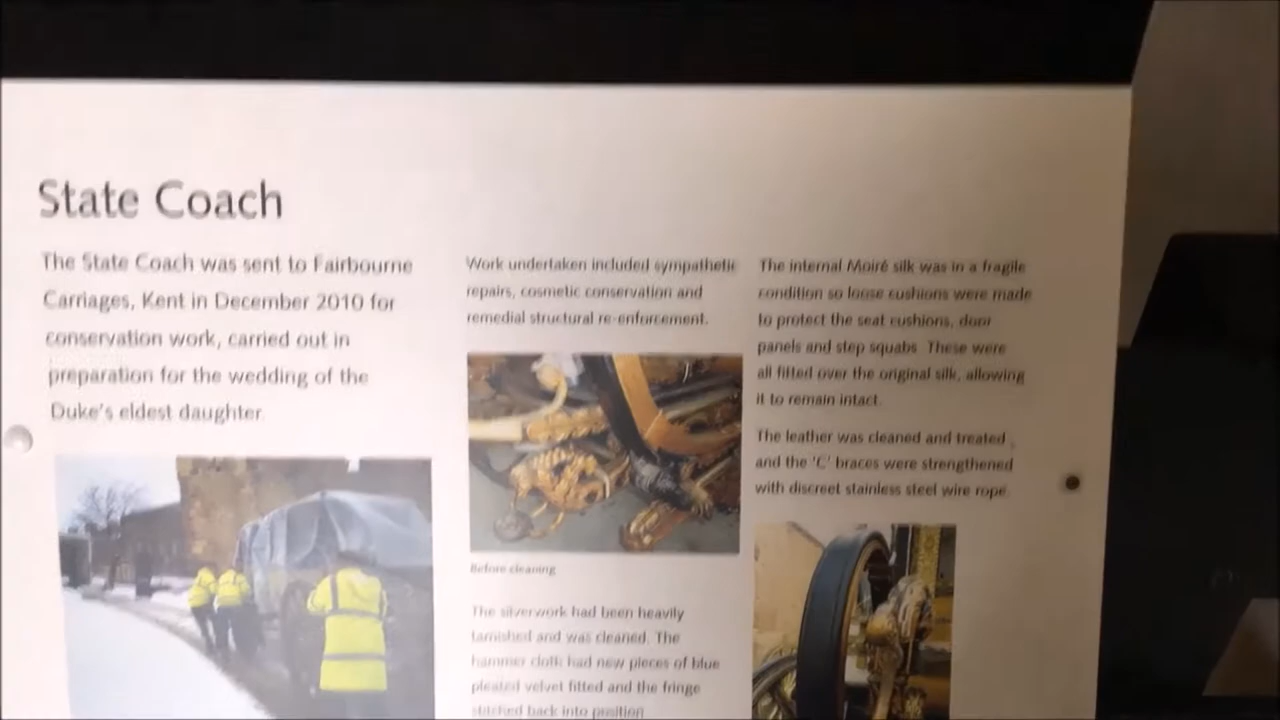 State Coach
The State Coach was sent to Fairbourne
Carriages, Kent in December 2010 for
conservation work, carried out in
preparation for the wedding of the
Duke's eldest daughter.
Work undertaken included sympathetic
repairs, cosmetic conservation and
remedial structural re-enforcement.
Before cleaning
The silverwork had been heavily
tarnished and was cleaned. The
hammer cloth had new pieces of blue
pleated velvet fitted and the fringe
stitched back into position
The internal Moiré silk was in a fragile
condition so loose cushions were made
to protect the seat cushions, door
panels and step squabs. These were
all fitted over the original silk, allowing
it to remain intact.
The leather was cleaned and treated
and the 'C' braces were strengthened
with discreet stainless steel wire rope.